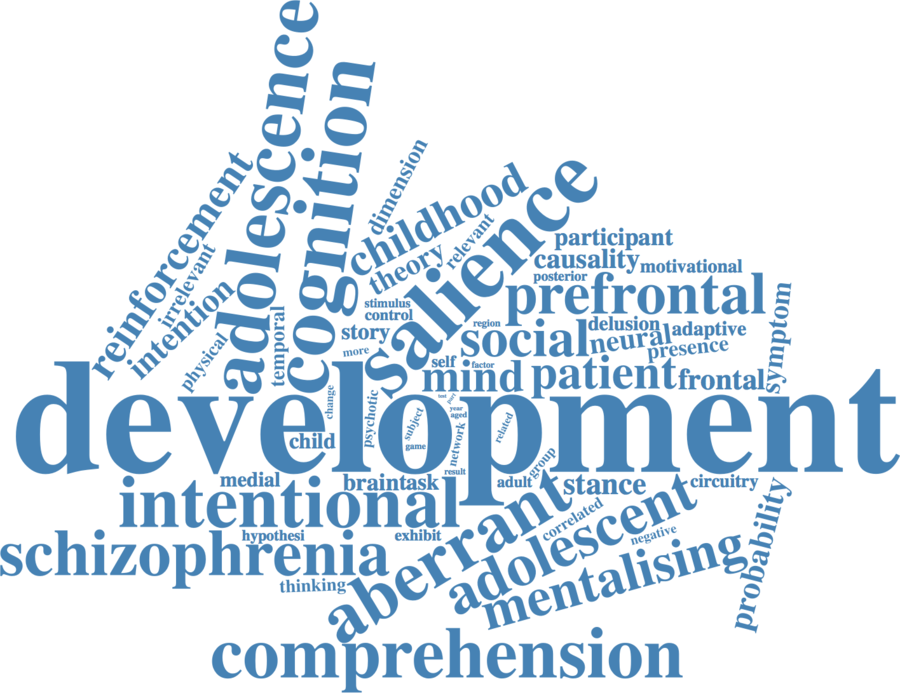 adolescence
cognition
reinforcement
dimension
childhood
salience
irrelevant
intention
theory
relevant
participant
causality
motivational
posterior
prefrontal
physical
temporal
stimulus
control
story
more
region
social
delusion
neural
adaptive
presence
symptom
self
factor
mind
patient
frontal
development
change
child
psychotic
subject
game
year
aged
network
related
result
medial
braintask
adult
group
stance
circuitry
intentional
aberrant
correlated
adolescent
negative
probability
schizophrenia
hypothesi
exhibit
thinking
mentalising
comprehension